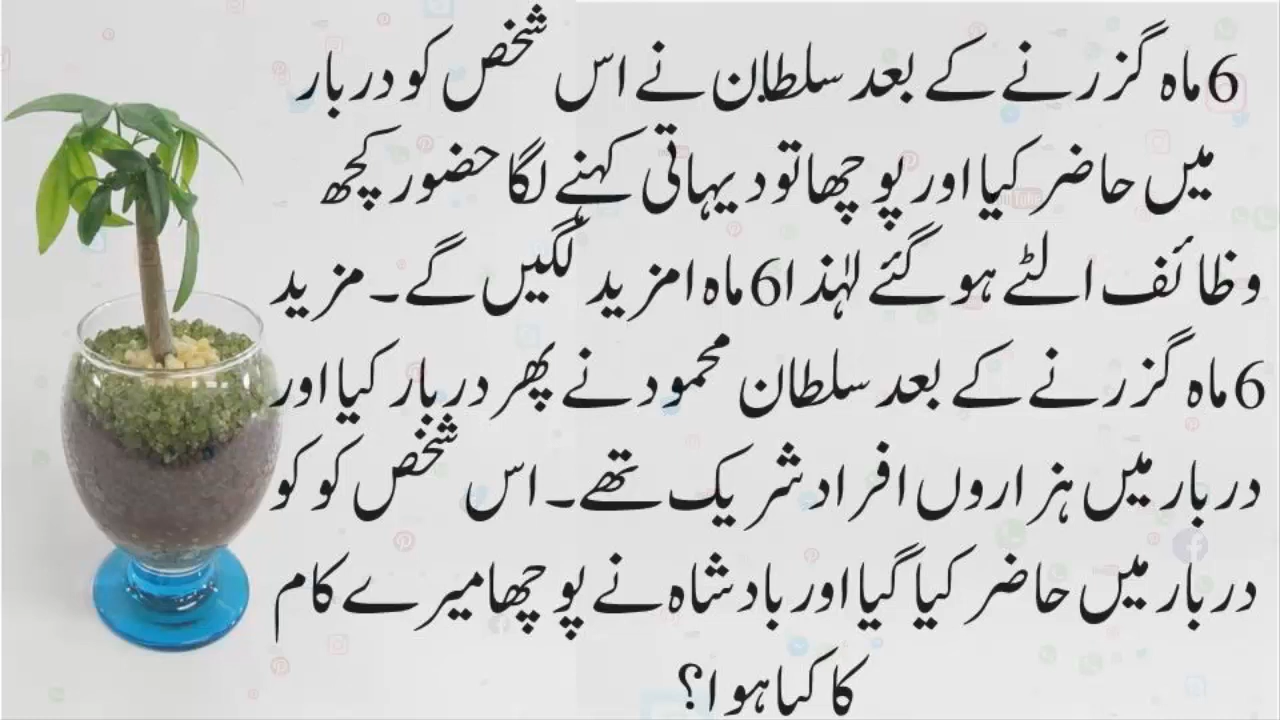 6 ماہ گزرنے کے بعد سلطان نے اس شخص کو دربار
میں حاضر کیا اور پوچھا تو دیہاتی کہنے لگا حضور کچھ
وظائف الٹے ہو گئے لہٰذا 6 ماہ امزید لگیں گے۔ مزید
6 ماہ گزرنے کے بعد سلطان محمود نے پھر دربار کیا اور
دربار میں ہزاروں افراد شریک تھے۔ اس شخص کو کو
دربار میں حاضر کیا گیا اور بادشاہ نے پوچھا میرے کام
کا کیا ہوا؟